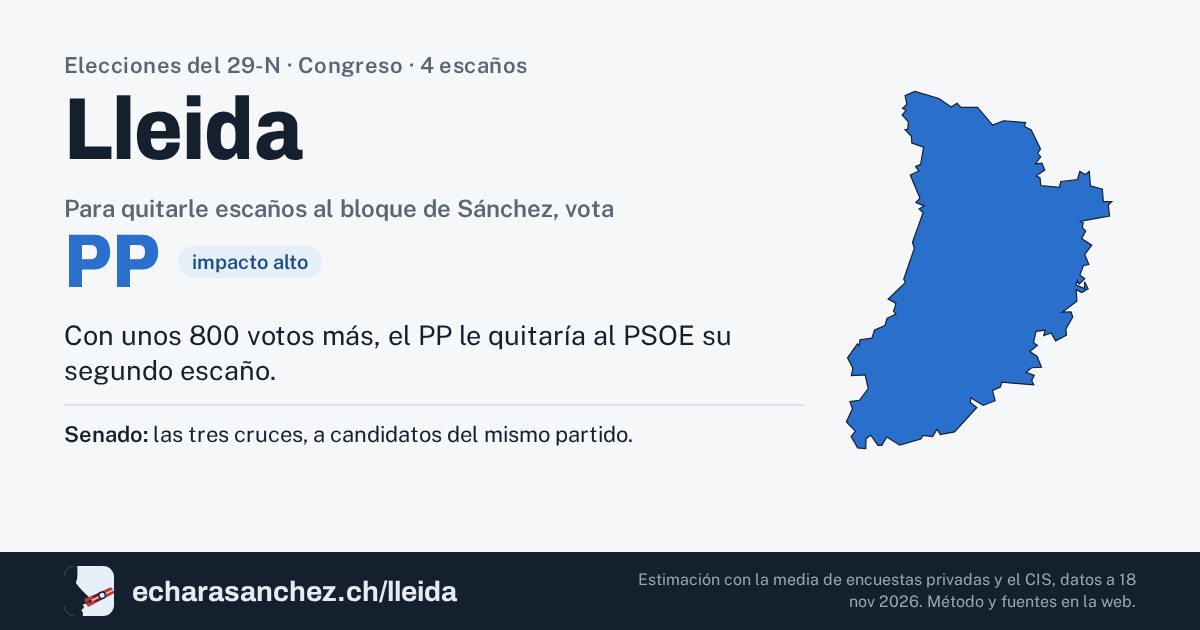 Elecciones del 29-N · Congreso · 4 escaños
Lleida
Para quitarle escaños al bloque de Sánchez, vota
PP impacto alto
Con unos 800 votos más, el PP le quitaría al PSOE su
segundo escaño.
Senado: las tres cruces, a candidatos del mismo partido.
echarasanchez.ch/lleida
Estimación con la media de encuestas privadas y el CIS, datos a 18
nov 2026. Método y fuentes en la web.